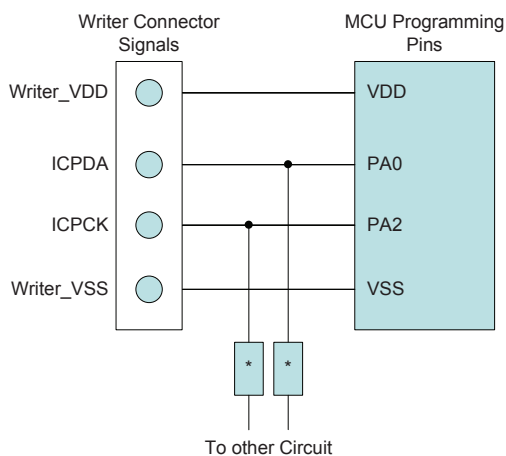 Writer Connector
Signals
MCU Programming
Pins
Writer_VDD
VDD
ICPDA
PA0
ICPCK
PA2
Writer_VSS
VSS
*
*
To other Circuit